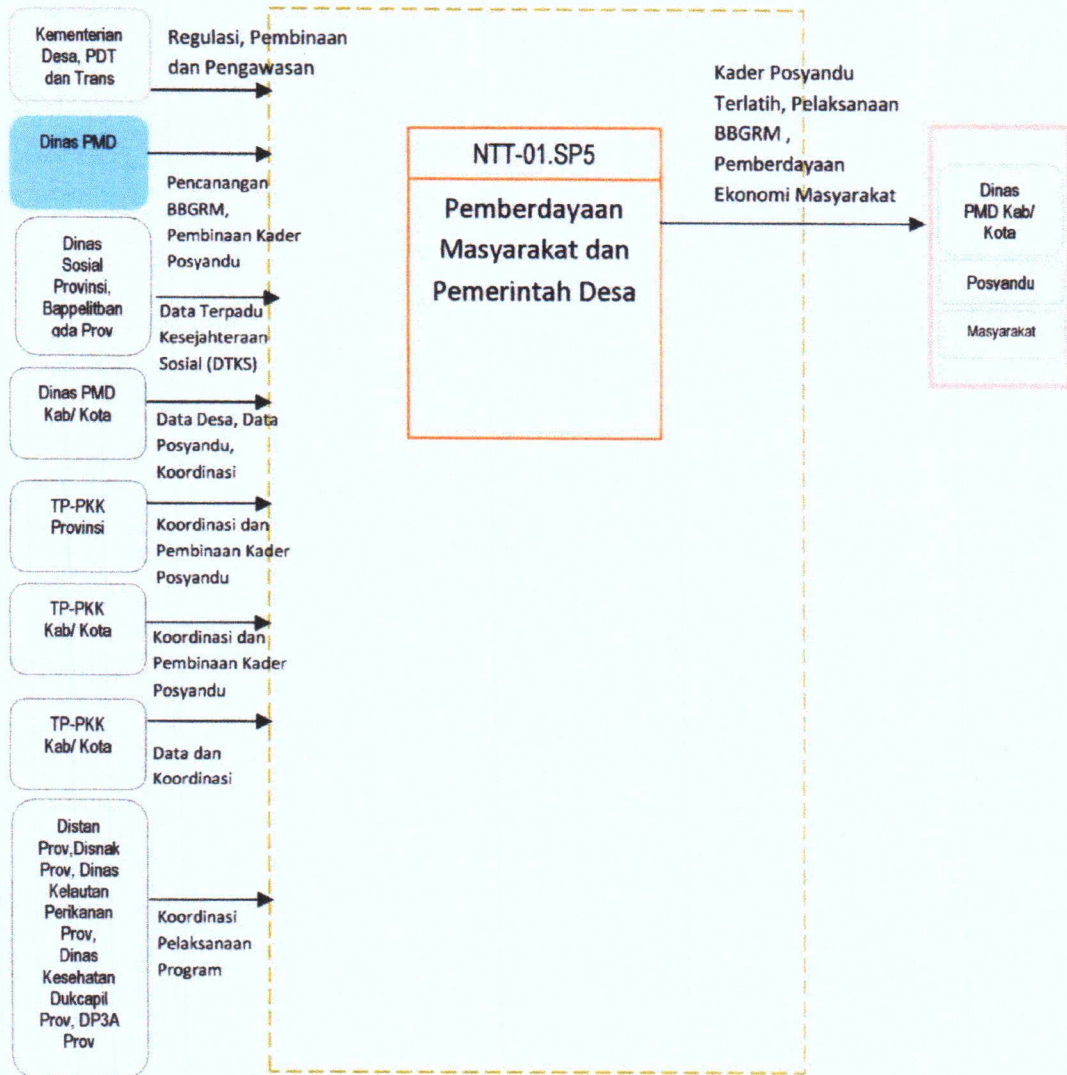 Kementerian
Desa, PDT
dan Trans
Regulasi, Pembinaan
dan Pengawasan
Dinas PMD
Pencanangan
BBGRM,
Pembinaan Kader
Posyandu
Dinas
Sosial
Provinsi,
Bappelitban
gda Prov
Data Terpadu
Kesejahteraan
Sosial (DTKS)
Dinas PMD
Kab/ Kota
Data Desa, Data
Posyandu,
Koordinasi
TP-PKK
Provinsi
Koordinasi dan
Pembinaan Kader
Posyandu
TP-PKK
Kab/ Kota
Koordinasi dan
Pembinaan Kader
Posyandu
TP-PKK
Kab/ Kota
Data dan
Koordinasi
Distan
Prov,Disnak
Prov, Dinas
Kelautan
Perikanan
Prov,
Dinas
Kesehatan
Dukcapil
Prov, DP3A
Prov
Koordinasi
Pelaksanaan
Program
NTT-01.SP5
Pemberdayaan
Masyarakat dan
Pemerintah Desa
Kader Posyandu
Terlatih, Pelaksanaan
BBGRM ,
Pemberdayaan
Ekonomi Masyarakat
Dinas
PMD Kab/
Kota
Posyandu
Masyarakat